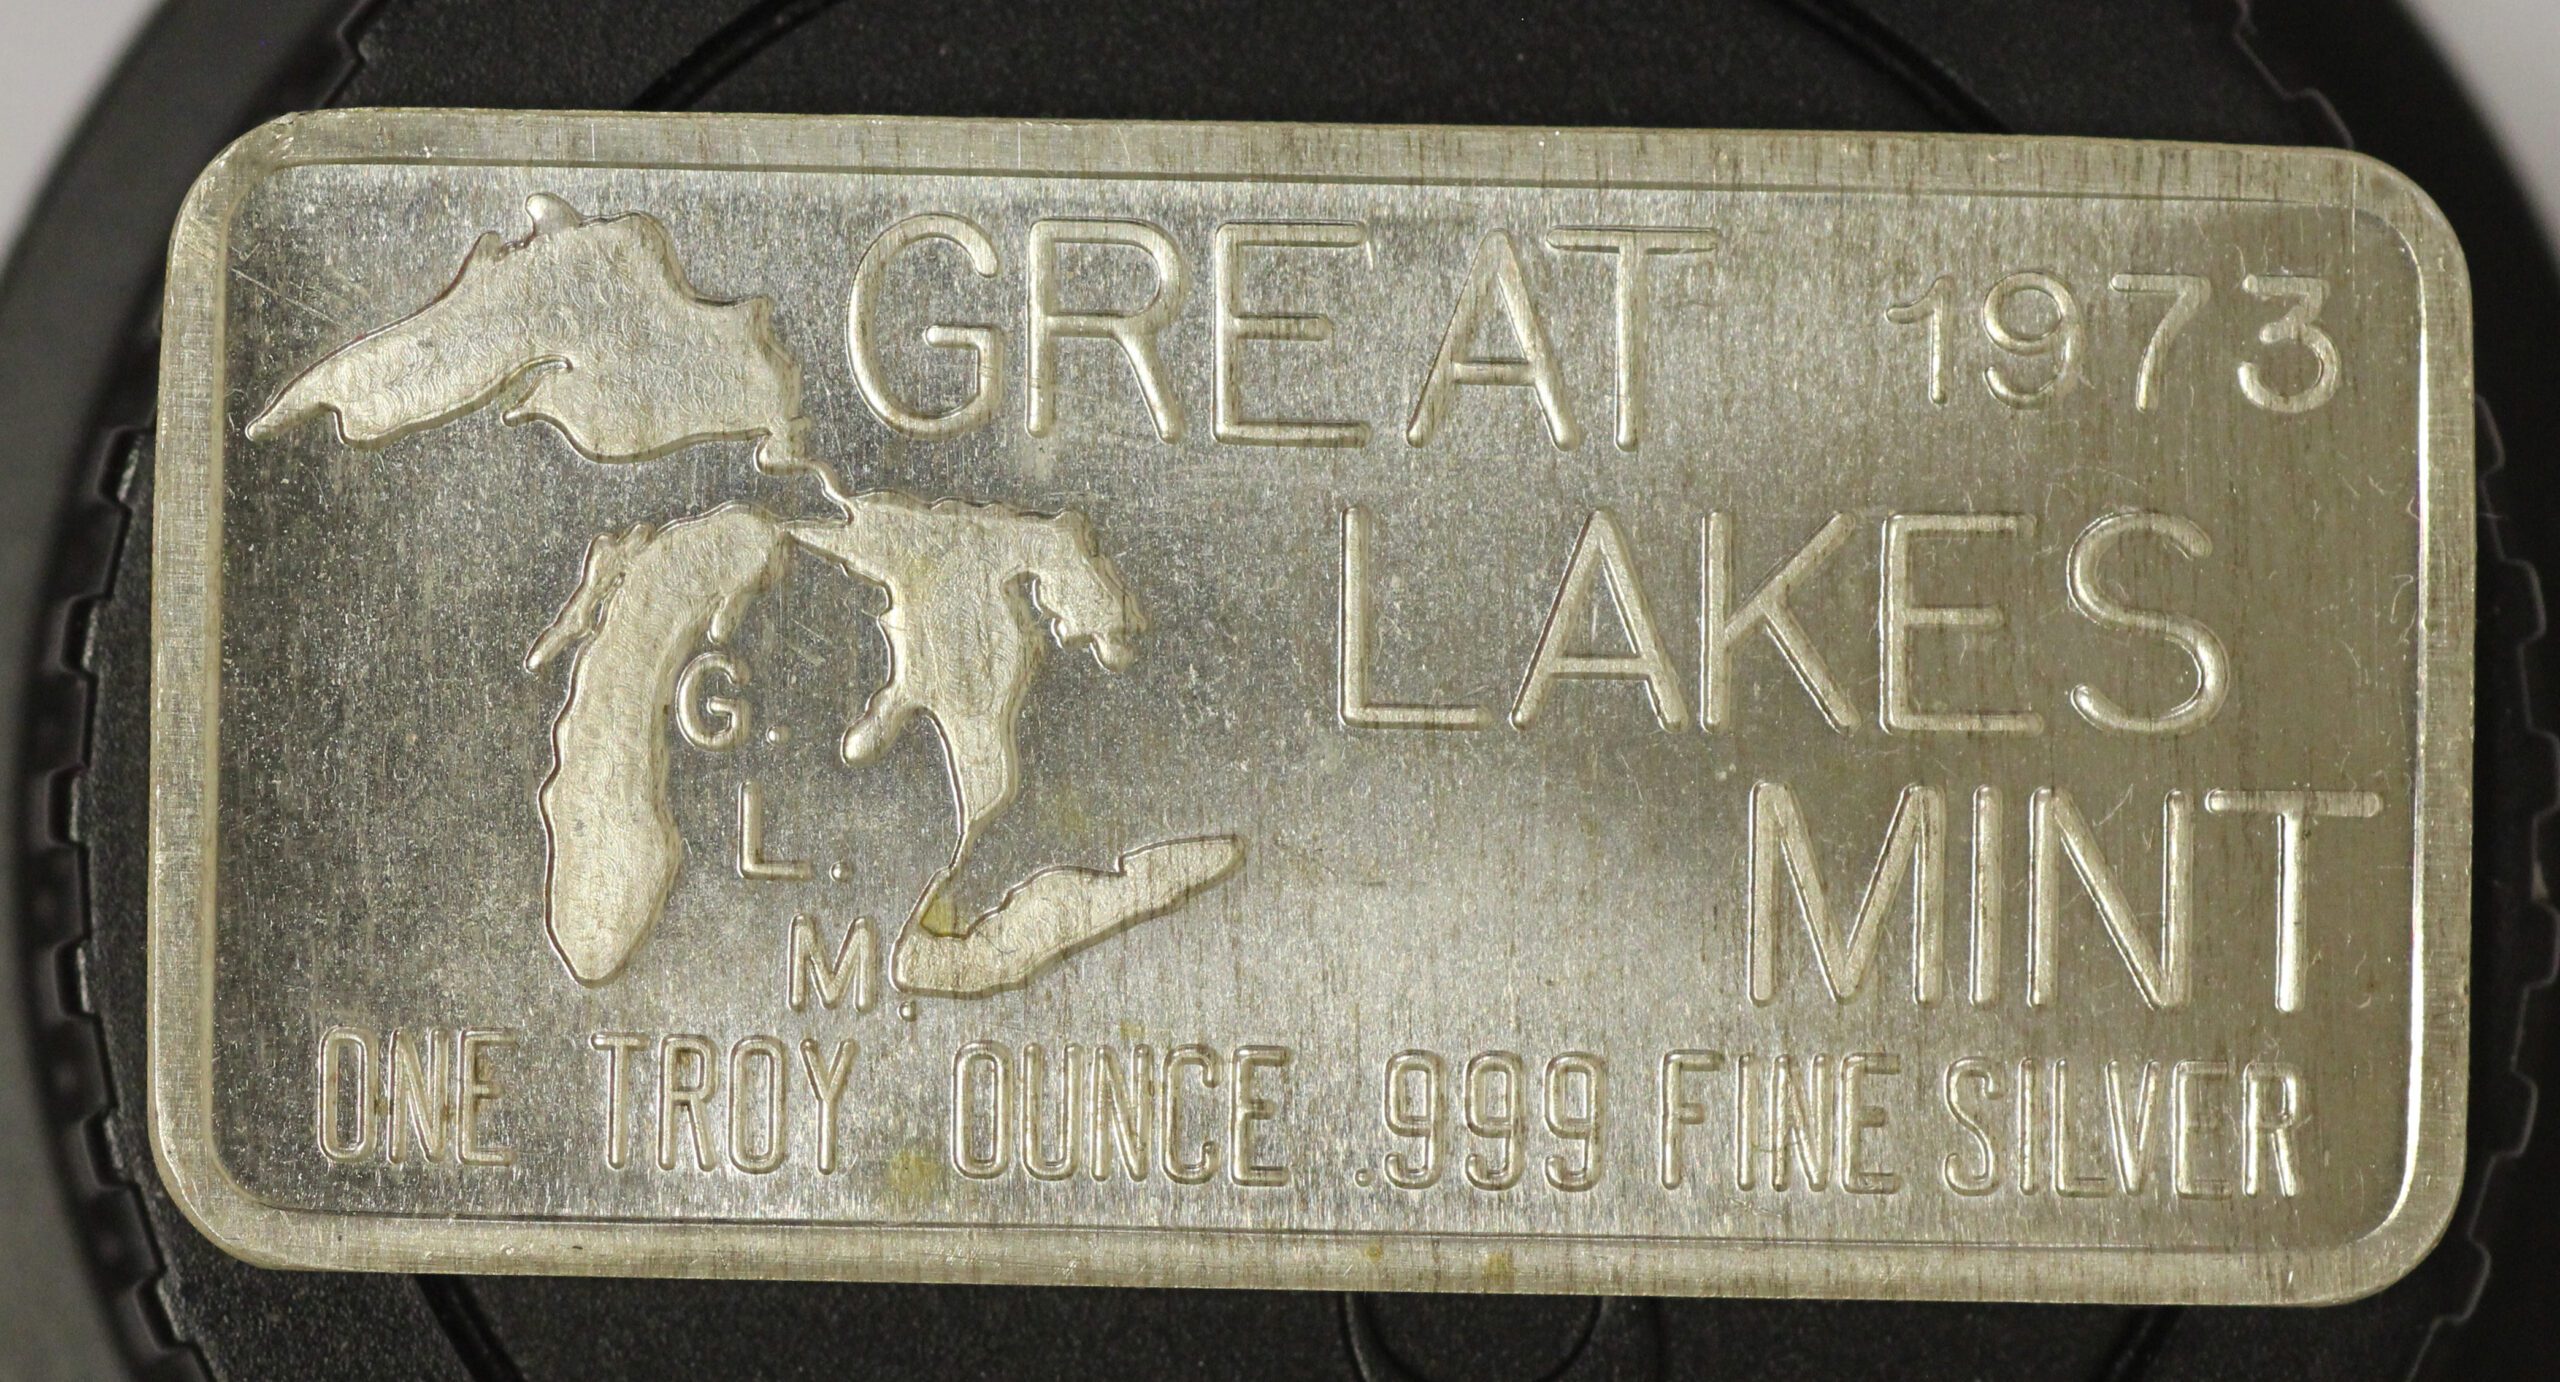 GREAT 1973
LAKES
MINT
G.
L.
M.
ONE TROY OUNCE .999 FINE SILVER